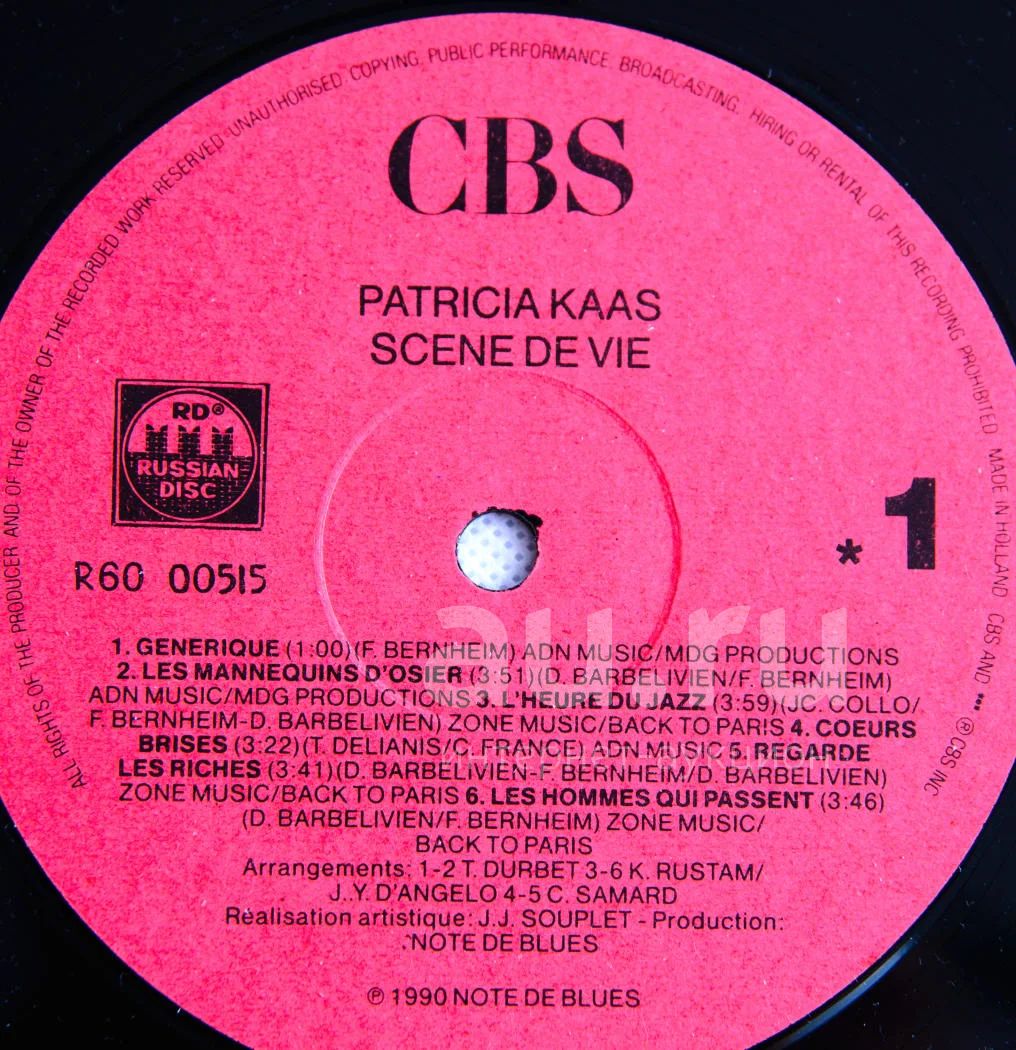 ALL RIGHTS OF THE PRODUCER AND OF THE OWNER OF THE RECORDED WORK RESERVED. UNAUTHORISED. COPYING. PUBLIC PERFORMANCE. BROADCASTING. HIRING OR RENTAL OF THIS RECORDING PROHIBITED. MADE IN HOLLAND CBS AND ••• ℗ CBS INC
CBS
PATRICIA KAAS
SCENE DE VIE
RD®
RUSSIAN
DISC
* 1
R60 00515
au.ru
1. GENERIQUE (1:00)(F. BERNHEIM) ADN MUSIC/MDG PRODUCTIONS
2. LES MANNEQUINS D'OSIER (3:51)(D. BARBELIVIEN/F. BERNHEIM)
ADN MUSIC/MDG PRODUCTIONS 3. L'HEURE DU JAZZ (3:59)(JC. COLLO/.
F. BERNHEIM-D. BARBELIVIEN) ZONE MUSIC/BACK TO PARIS 4. COEURS
BRISES (3:22)(T. DELIANIS/C. FRANCE) ADN MUSIC 5. REGARDE
интернет-аукцион
LES RICHES (3:41)(D. BARBELIVIEN-F. BERNHEIM/D. BARBELIVIEN)
ZONE MUSIC/BACK TO PARIS 6. LES HOMMES QUI PASSENT (3:46)
(D. BARBELIVIEN/F. BERNHEIM) ZONE MUSIC/
BACK TO PARIS
Arrangements: 1-2 T. DURBET 3-6 K. RUSTAM/
J..Y. D'ANGELO 4-5 C. SAMARD
Réalisation artistique: J.J. SOUPLET - Production:
NOTE DE BLUES
℗ 1990 NOTE DE BLUES